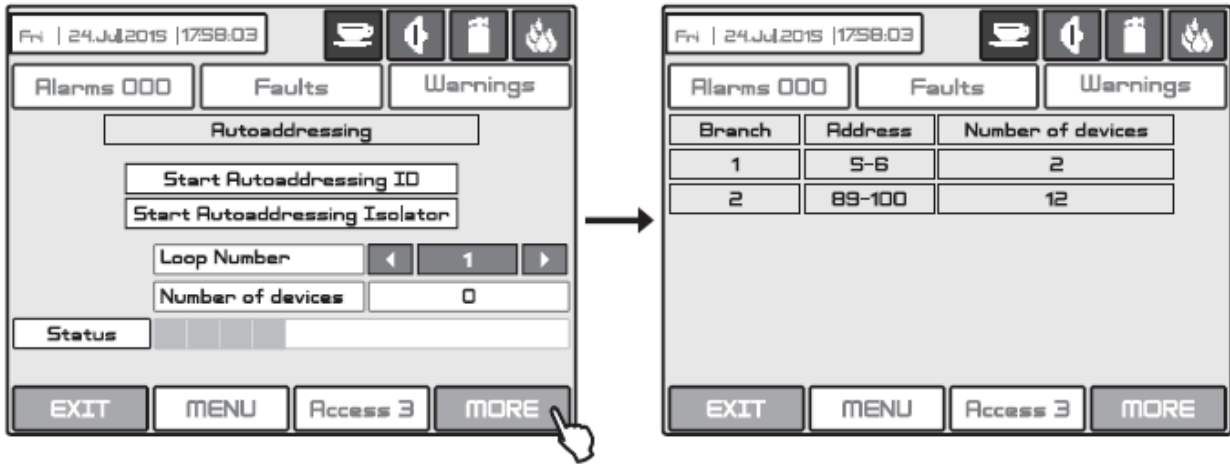 Fri | 24.Jul.2015 | 17:58:03
Alarms 000 Faults Warnings
Autoaddressing
Start Autoaddressing ID
Start Autoaddressing Isolator
Loop Number 1
Number of devices 0
Status
EXIT MENU Access 3 MORE
Fri | 24.Jul.2015 | 17:58:03
Alarms 000 Faults Warnings
Branch Address Number of devices
1 5-6 2
2 89-100 12
EXIT MENU Access 3 MORE